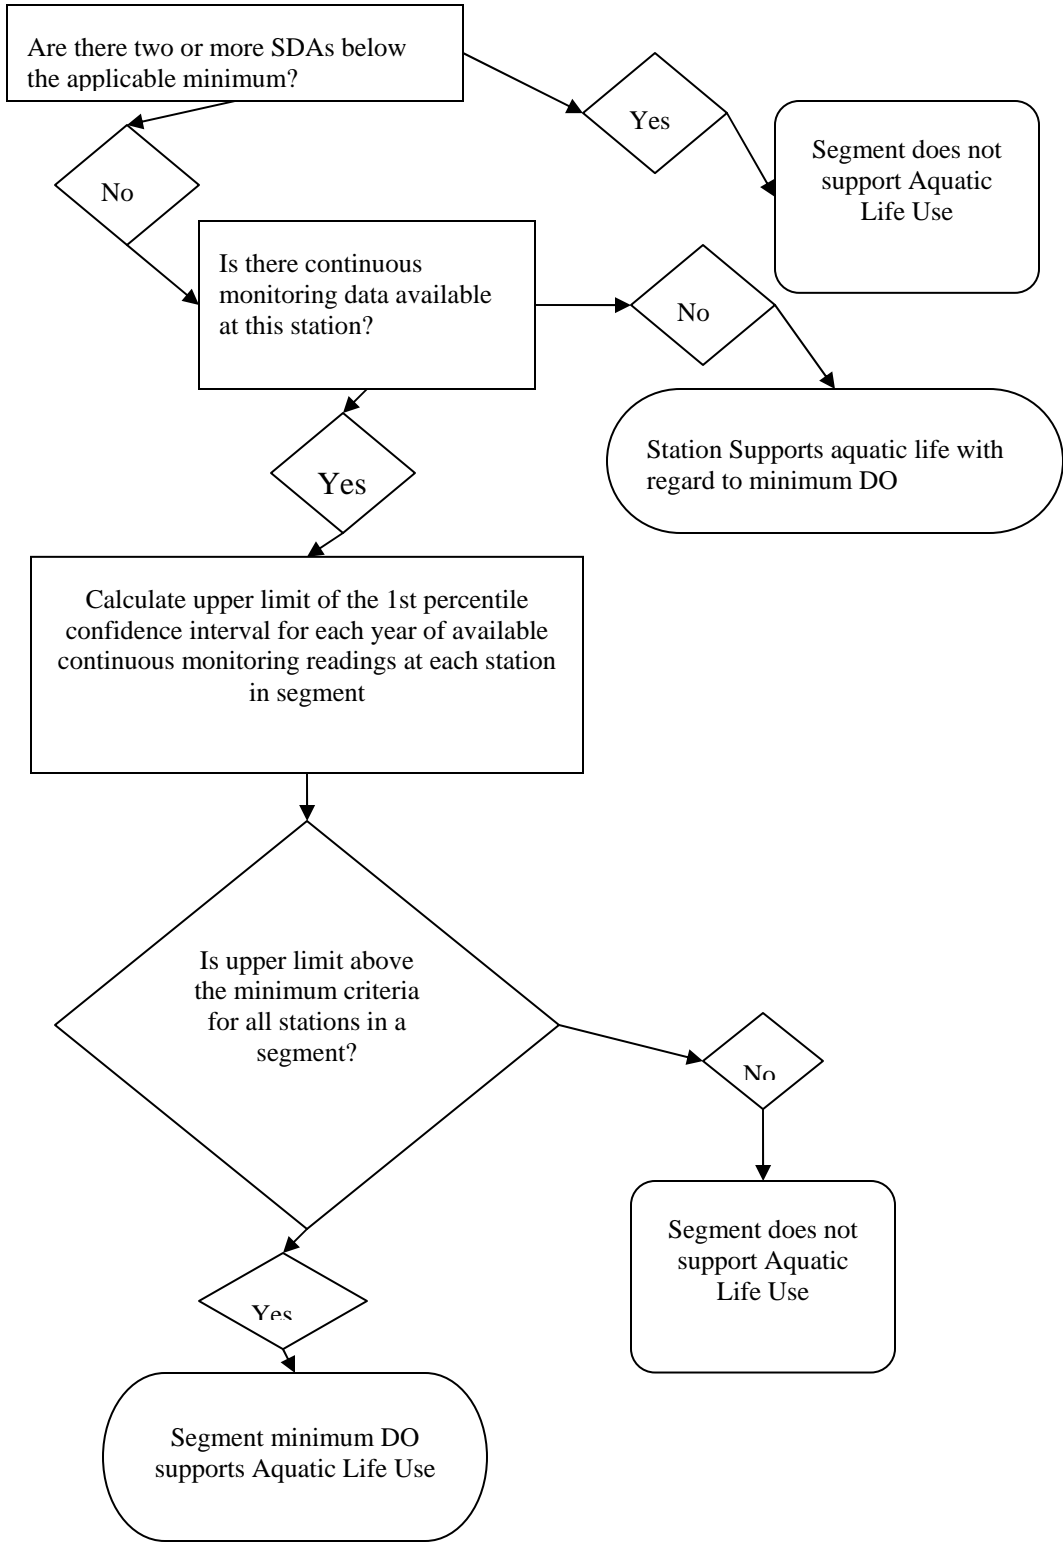 Are there two or more SDAs below
the applicable minimum?
Yes
Segment does not
support Aquatic
Life Use
No
Is there continuous
monitoring data available
at this station?
No
Station Supports aquatic life with
regard to minimum DO
Yes
Calculate upper limit of the 1st percentile
confidence interval for each year of available
continuous monitoring readings at each station
in segment
Is upper limit above
the minimum criteria
for all stations in a
segment?
No
Segment does not
support Aquatic
Life Use
Yes
Segment minimum DO
supports Aquatic Life Use